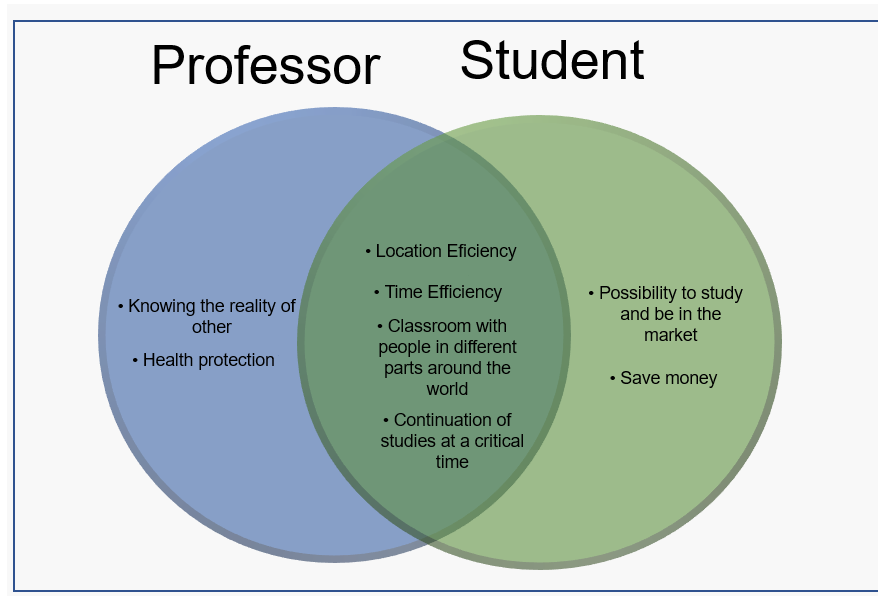 Professor
Student
• Knowing the reality of
other
• Health protection
• Location Eficiency
• Time Efficiency
• Classroom with
people in different
parts around the
world
• Continuation of
studies at a critical
time
• Possibility to study
and be in the
market
• Save money